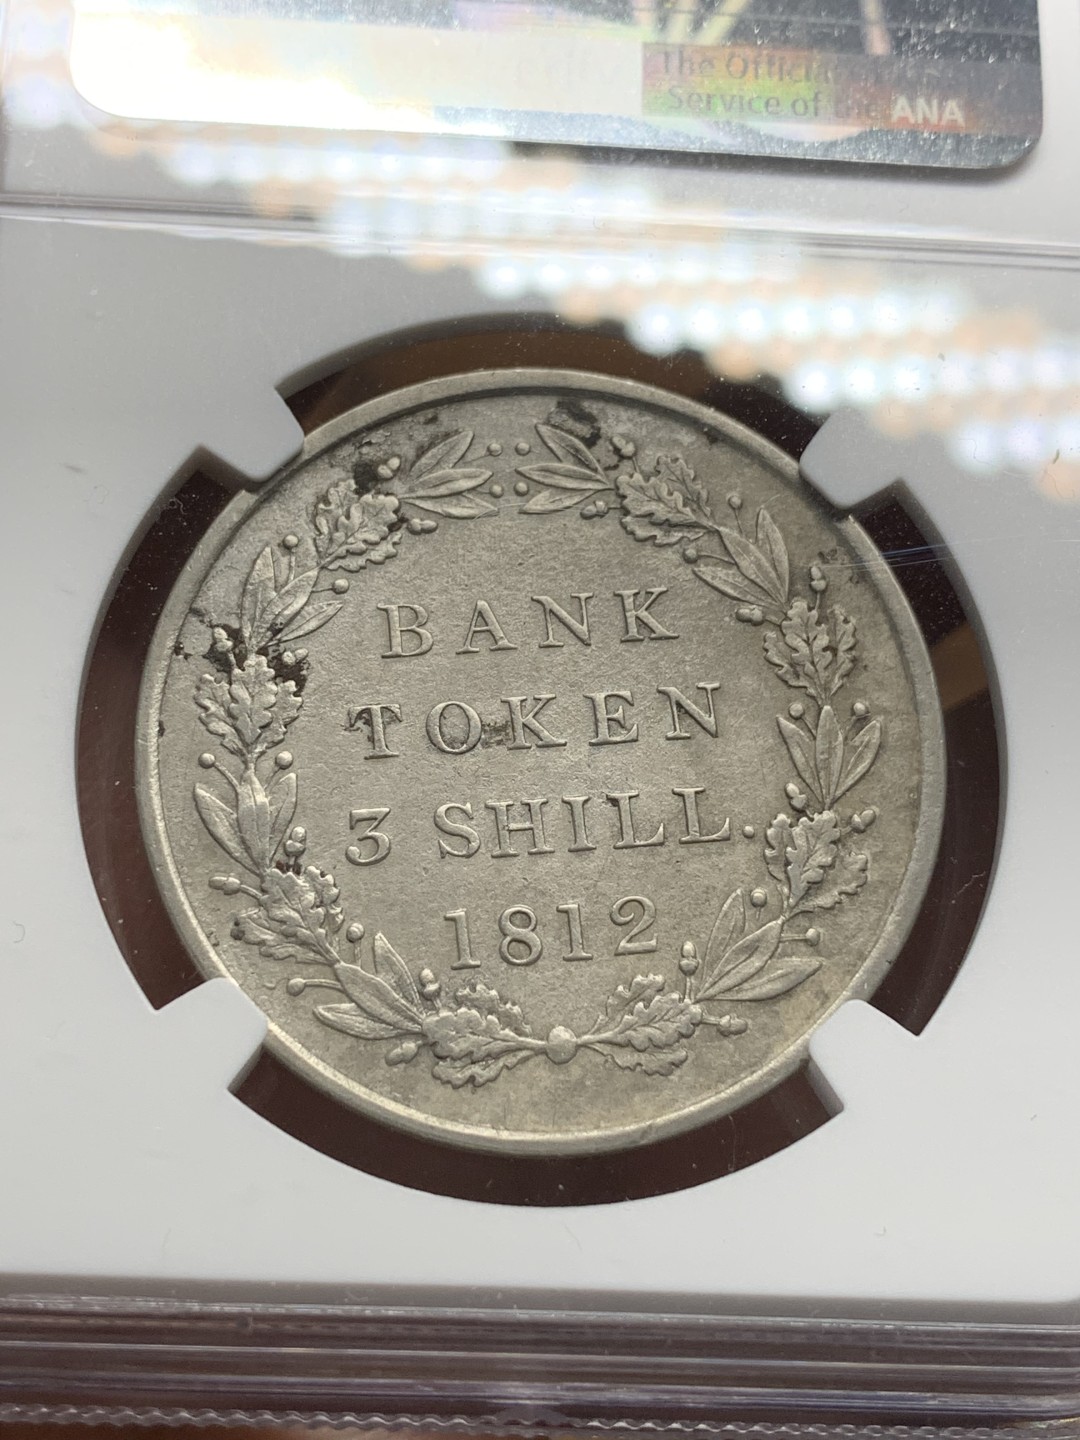 The Official
Service of the ANA
BANK
TOKEN
3 SHILL.
1812